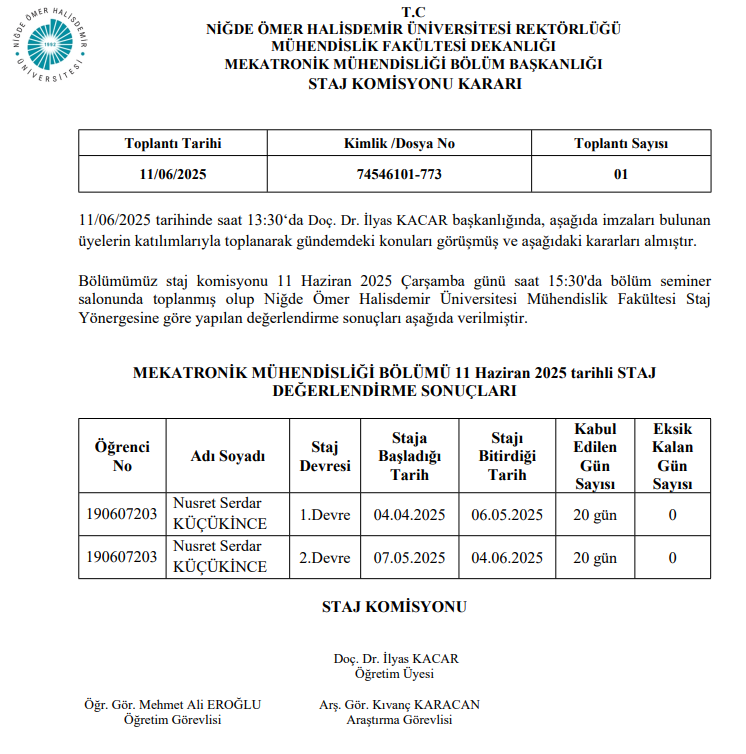 NİĞDE ÖMER HALİSDEMİR
ÜNİVERSİTESİ
1992
T.C
NİĞDE ÖMER HALİSDEMİR ÜNİVERSİTESİ REKTÖRLÜĞÜ
MÜHENDİSLİK FAKÜLTESİ DEKANLIĞI
MEKATRONİK MÜHENDİSLİĞİ BÖLÜM BAŞKANLIĞI
STAJ KOMİSYONU KARARI
Toplantı Tarihi Kimlik /Dosya No Toplantı Sayısı
11/06/2025 74546101-773 01
11/06/2025 tarihinde saat 13:30‘da Doç. Dr. İlyas KACAR başkanlığında, aşağıda imzaları bulunan
üyelerin katılımlarıyla toplanarak gündemdeki konuları görüşmüş ve aşağıdaki kararları almıştır.
Bölümümüz staj komisyonu 11 Haziran 2025 Çarşamba günü saat 15:30'da bölüm seminer
salonunda toplanmış olup Niğde Ömer Halisdemir Üniversitesi Mühendislik Fakültesi Staj
Yönergesine göre yapılan değerlendirme sonuçları aşağıda verilmiştir.
MEKATRONİK MÜHENDİSLİĞİ BÖLÜMÜ 11 Haziran 2025 tarihli STAJ
DEĞERLENDİRME SONUÇLARI
Öğrenci
No
Adı Soyadı
Staj
Devresi
Staja
Başladığı
Tarih
Stajı
Bitirdiği
Tarih
Kabul
Edilen
Gün
Sayısı
Eksik
Kalan
Gün
Sayısı
190607203
Nusret Serdar
KÜÇÜKİNCE
1.Devre 04.04.2025 06.05.2025 20 gün 0
190607203
Nusret Serdar
KÜÇÜKİNCE
2.Devre 07.05.2025 04.06.2025 20 gün 0
STAJ KOMİSYONU
Doç. Dr. İlyas KACAR
Öğretim Üyesi
Öğr. Gör. Mehmet Ali EROĞLU
Öğretim Görevlisi
Arş. Gör. Kıvanç KARACAN
Araştırma Görevlisi